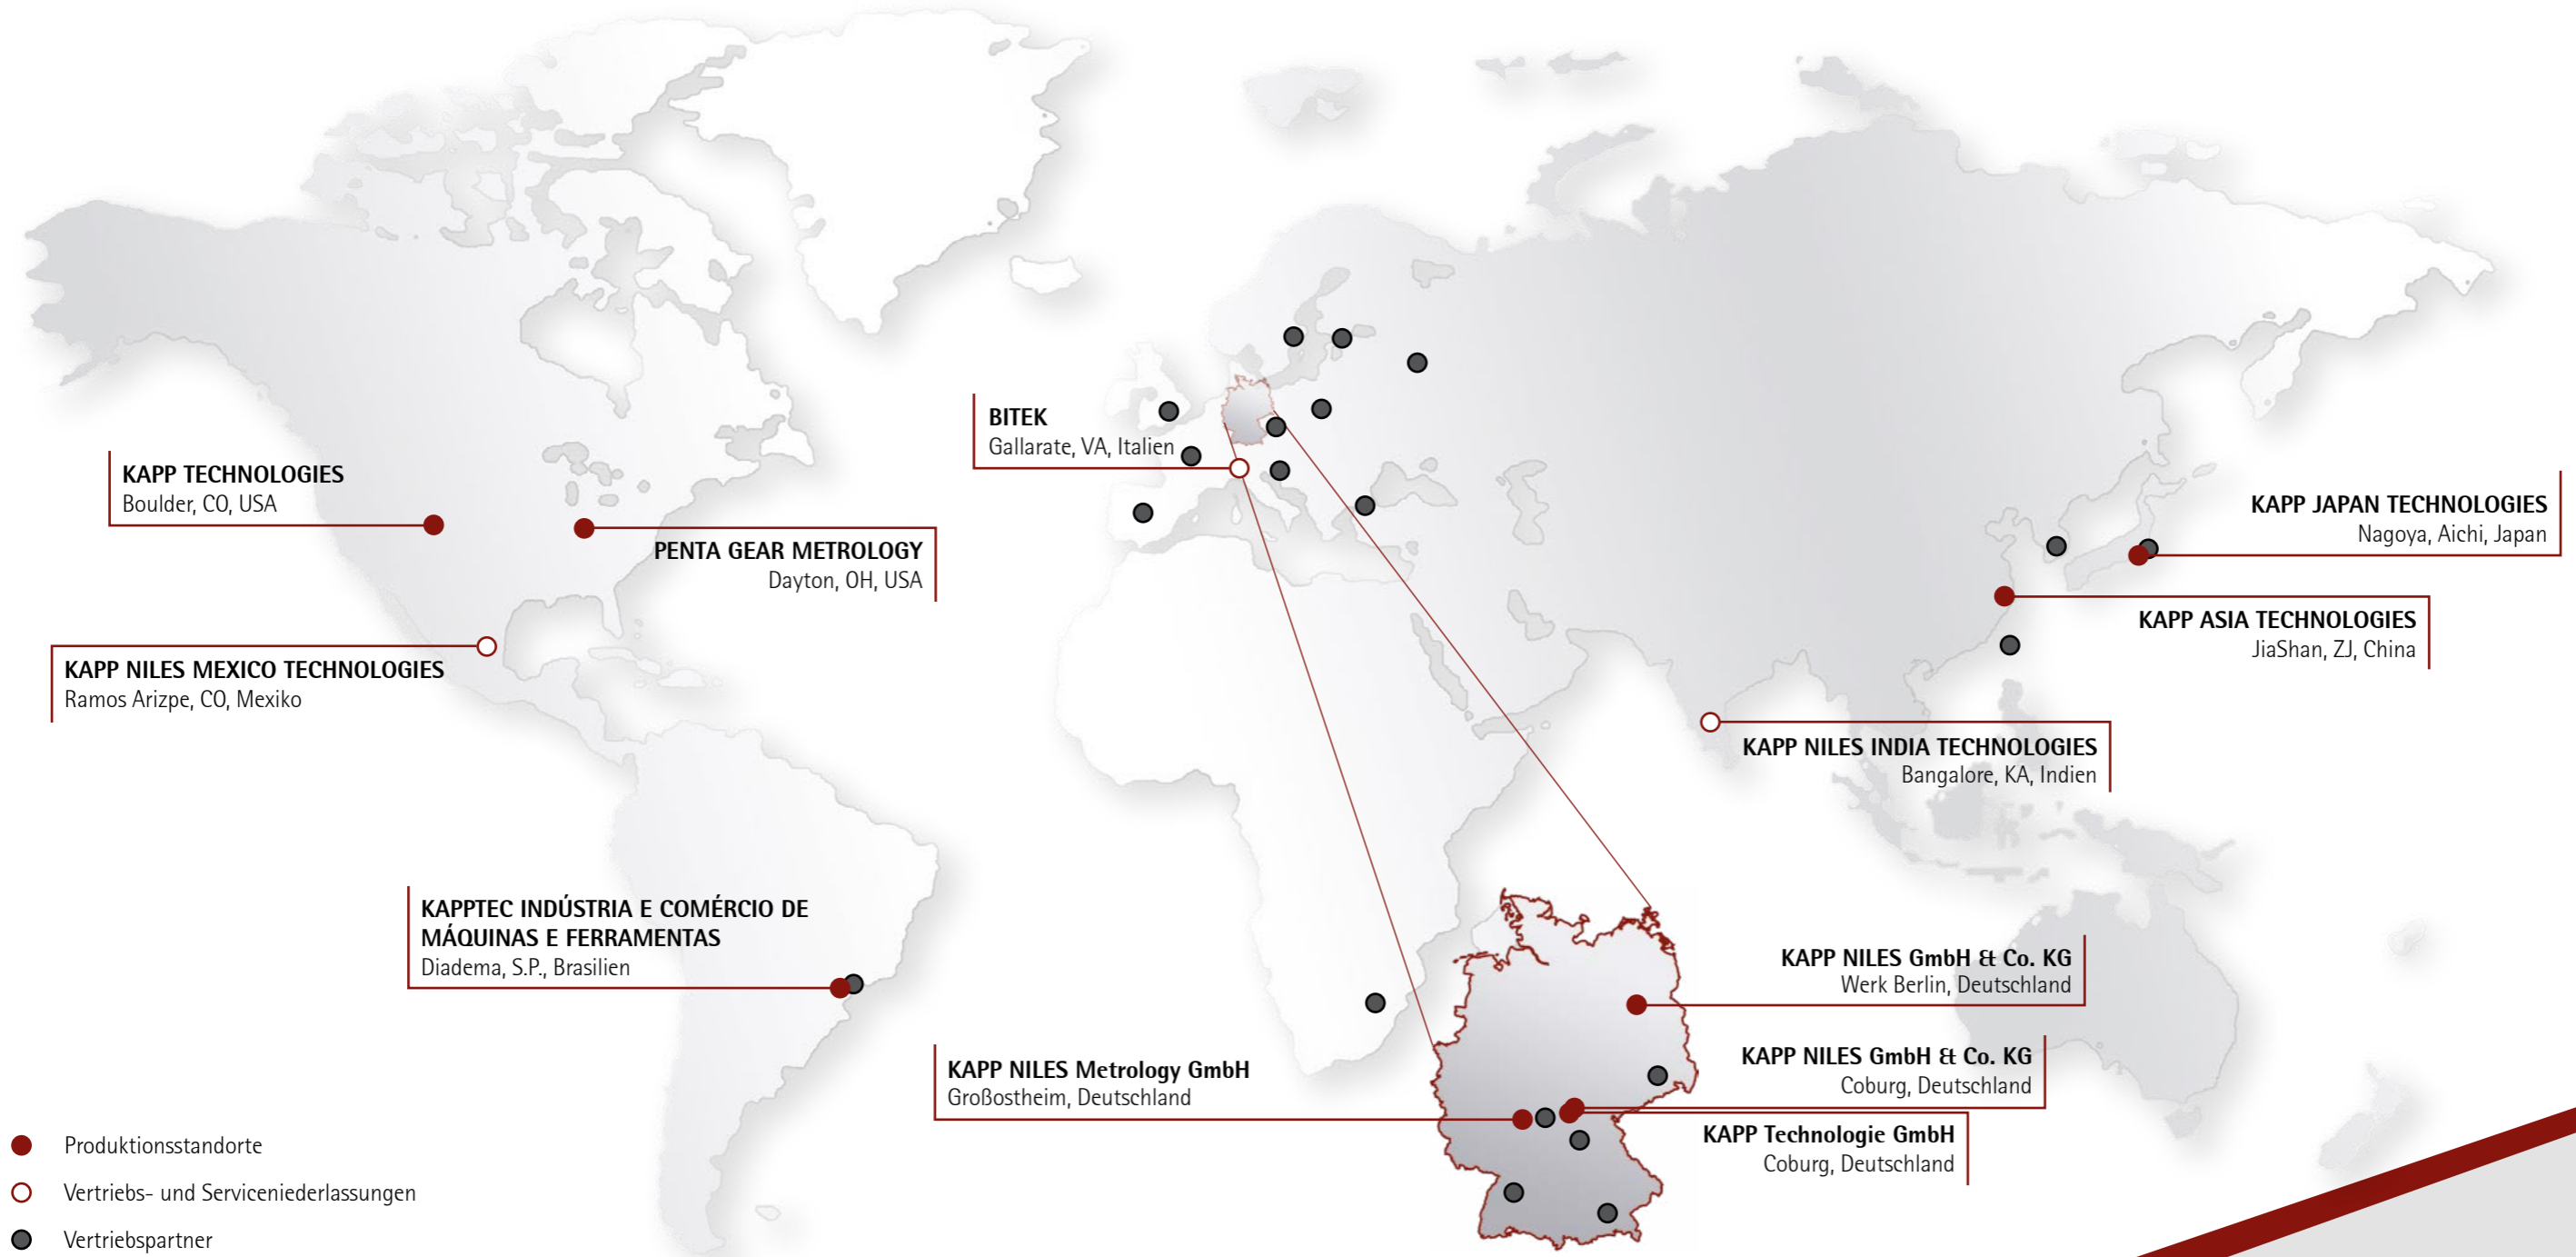 KAPP TECHNOLOGIES
Boulder, CO, USA
PENTA GEAR METROLOGY
Dayton, OH, USA
KAPP NILES MEXICO TECHNOLOGIES
Ramos Arizpe, CO, Mexiko
KAPPTEC INDÚSTRIA E COMÉRCIO DE
MÁQUINAS E FERRAMENTAS
Diadema, S.P., Brasilien
BITEK
Gallarate, VA, Italien
KAPP JAPAN TECHNOLOGIES
Nagoya, Aichi, Japan
KAPP ASIA TECHNOLOGIES
JiaShan, ZJ, China
KAPP NILES INDIA TECHNOLOGIES
Bangalore, KA, Indien
KAPP NILES GmbH & Co. KG
Werk Berlin, Deutschland
KAPP NILES GmbH & Co. KG
Coburg, Deutschland
KAPP Technologie GmbH
Coburg, Deutschland
KAPP NILES Metrology GmbH
Großostheim, Deutschland
Produktionsstandorte
Vertriebs- und Serviceniederlassungen
Vertriebspartner